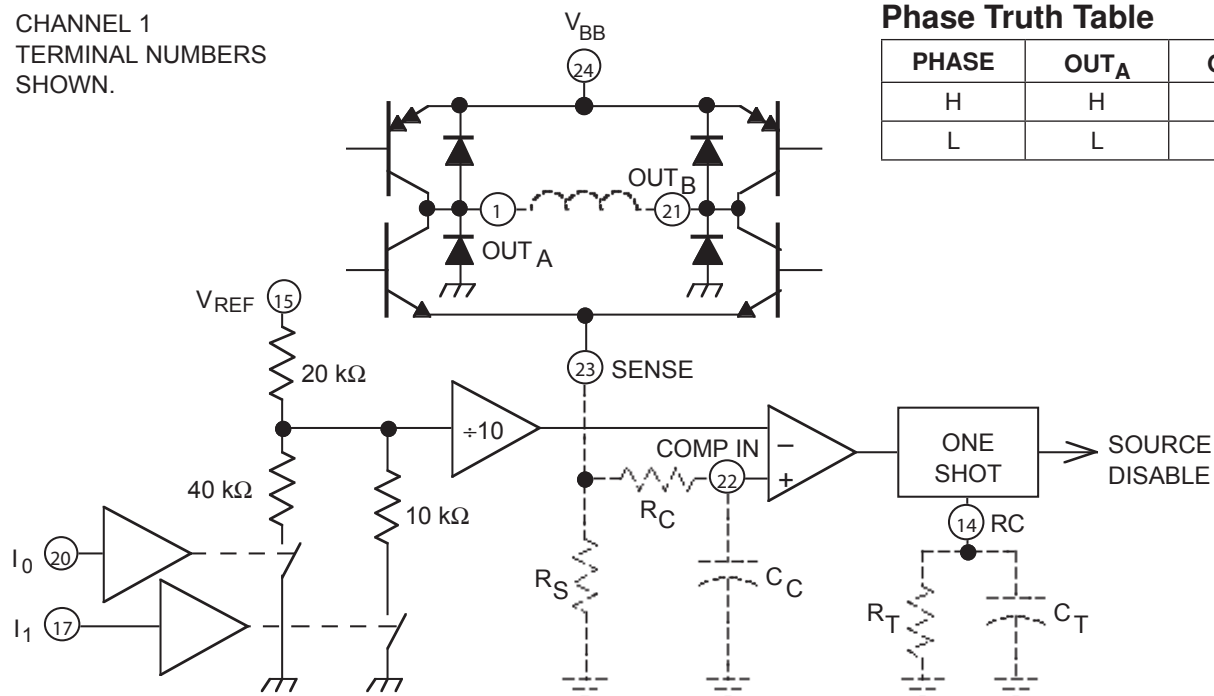 CHANNEL 1
TERMINAL NUMBERS
SHOWN.
Phase Truth Table
PHASE OUT_A
H H
L L
V_BB
24
OUT_B
1
21
OUT_A
V_REF 15
20 kΩ
23 SENSE
÷10
COMP IN
22
−
+
ONE
SHOT
SOURCE
DISABLE
40 kΩ
10 kΩ
R_C
14 RC
I_0 20
R_S
C_C
I_1 17
R_T
C_T